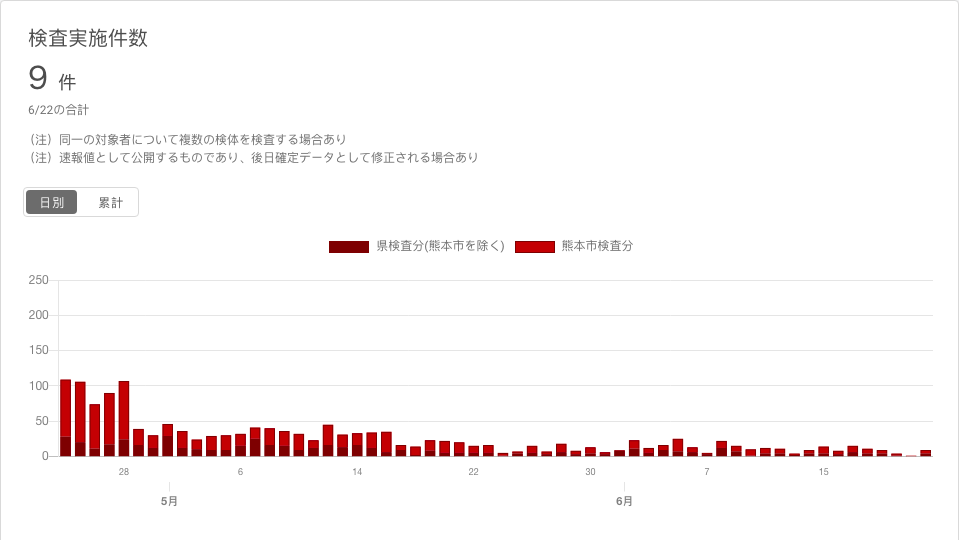 検査実施件数
9 件
6/22の合計
（注）同一の対象者について複数の検体を検査する場合あり
（注）速報値として公開するものであり、後日確定データとして修正される場合あり
日別 累計
県検査分(熊本市を除く) 熊本市検査分
250
200
150
100
50
0
28 6 14 22 30 7 15
5月 6月